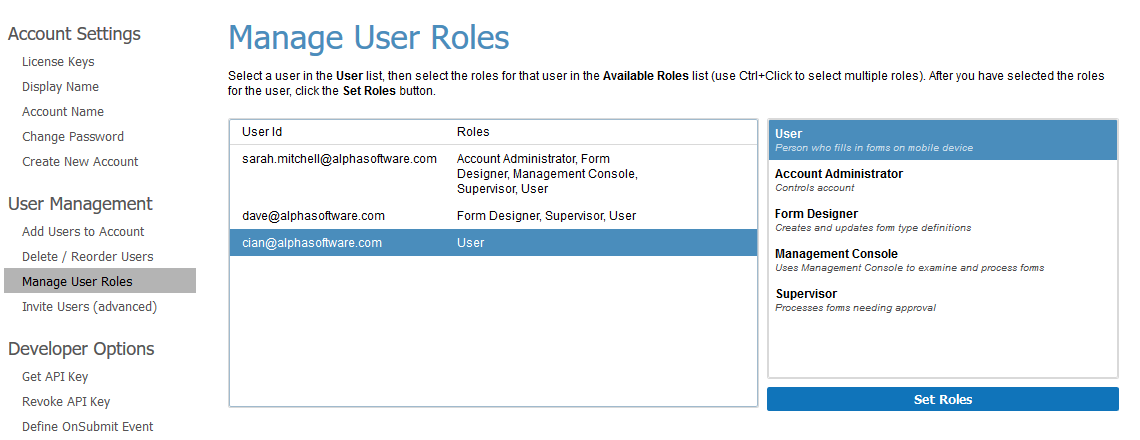 Account Settings
License Keys
Display Name
Account Name
Change Password
Create New Account
User Management
Add Users to Account
Delete / Reorder Users
Manage User Roles
Invite Users (advanced)
Developer Options
Get API Key
Revoke API Key
Define OnSubmit Event
Manage User Roles
Select a user in the User list, then select the roles for that user in the Available Roles list (use Ctrl+Click to select multiple roles). After you have selected the roles
for the user, click the Set Roles button.
User Id Roles
sarah.mitchell@alphasoftware.com Account Administrator, Form
Designer, Management Console,
Supervisor, User
dave@alphasoftware.com Form Designer, Supervisor, User
cian@alphasoftware.com User
User
Person who fills in forms on mobile device
Account Administrator
Controls account
Form Designer
Creates and updates form type definitions
Management Console
Uses Management Console to examine and process forms
Supervisor
Processes forms needing approval
Set Roles